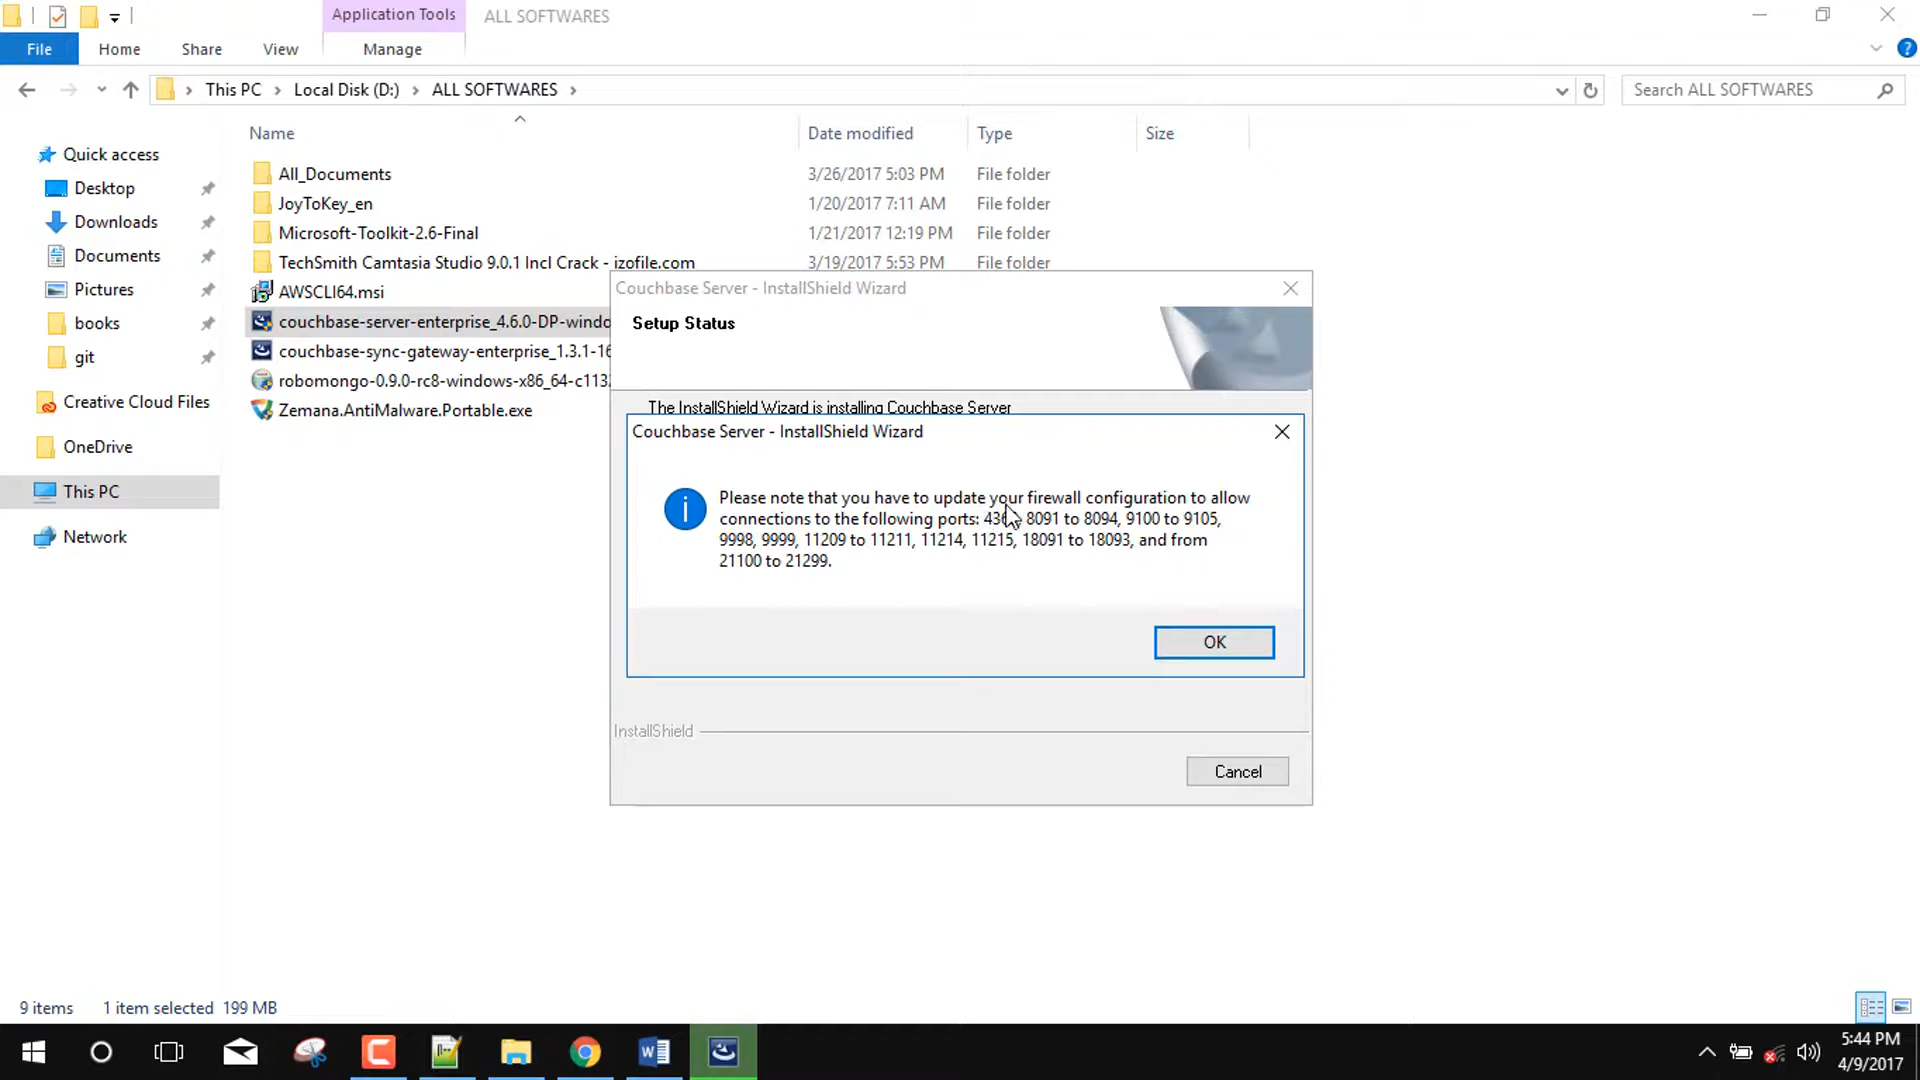 Application Tools
ALL SOFTWARES
File
Home
Share
View
Manage
This PC
Local Disk (D:)
ALL SOFTWARES
Search ALL SOFTWARES
Name
Date modified
Type
Size
Quick access
Desktop
Downloads
Documents
Pictures
books
git
Creative Cloud Files
OneDrive
This PC
Network
All_Documents 3/26/2017 5:03 PM File folder
JoyToKey_en 1/20/2017 7:11 AM File folder
Microsoft-Toolkit-2.6-Final 1/21/2017 12:19 PM File folder
TechSmith Camtasia Studio 9.0.1 Incl Crack - izofile.com 3/19/2017 5:53 PM File folder
AWSCLI64.msi
couchbase-server-enterprise_4.6.0-DP-windo
couchbase-sync-gateway-enterprise_1.3.1-16
robomongo-0.9.0-rc8-windows-x86_64-c113
Zemana.AntiMalware.Portable.exe
Couchbase Server - InstallShield Wizard
Setup Status
The InstallShield Wizard is installing Couchbase Server
Couchbase Server - InstallShield Wizard
Please note that you have to update your firewall configuration to allow
connections to the following ports: 8091 to 8094, 9100 to 9105,
9998, 9999, 11209 to 11211, 11214, 11215, 18091 to 18093, and from
21100 to 21299.
OK
InstallShield
Cancel
9 items
1 item selected 199 MB
5:44 PM
4/9/2017